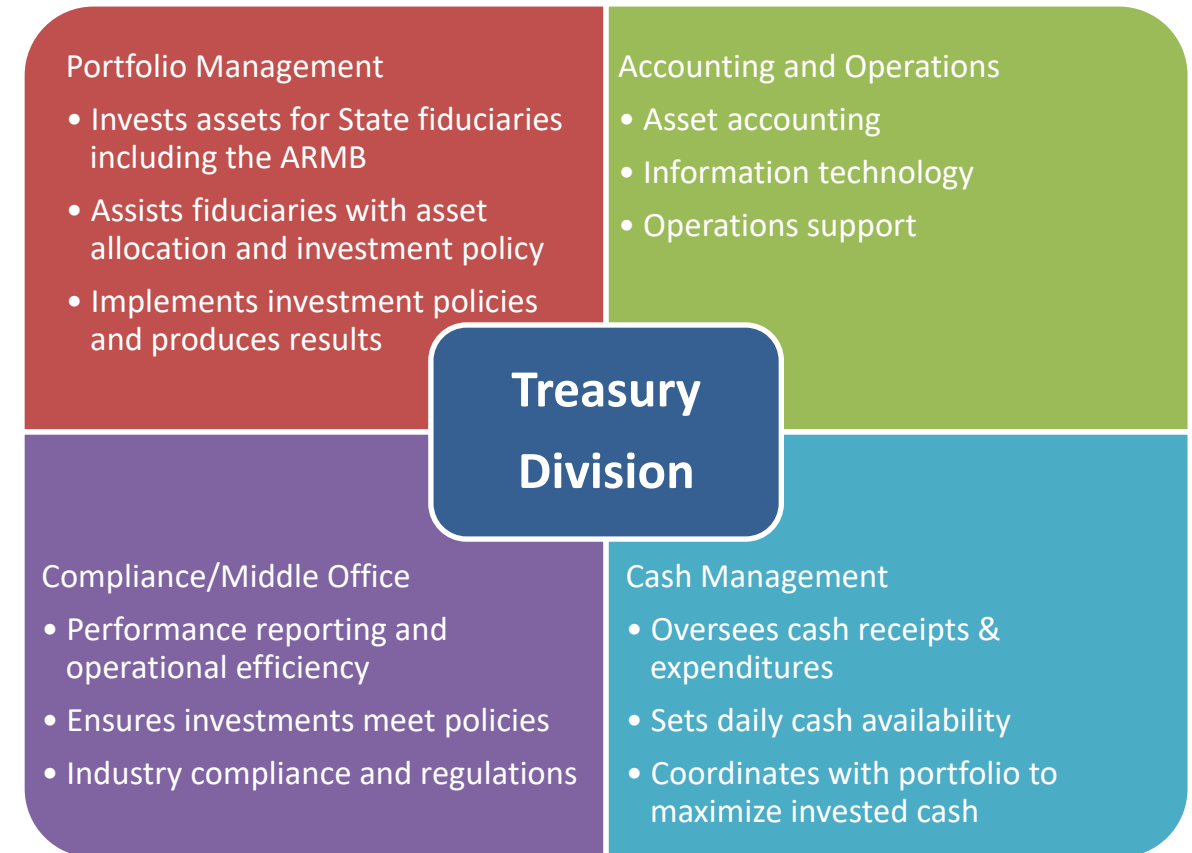 Portfolio Management
• Invests assets for State fiduciaries
including the ARMB
• Assists fiduciaries with asset
allocation and investment policy
• Implements investment policies
and produces results
Accounting and Operations
• Asset accounting
• Information technology
• Operations support
Treasury
Division
Compliance/Middle Office
• Performance reporting and
operational efficiency
• Ensures investments meet policies
• Industry compliance and regulations
Cash Management
• Oversees cash receipts &
expenditures
• Sets daily cash availability
• Coordinates with portfolio to
maximize invested cash